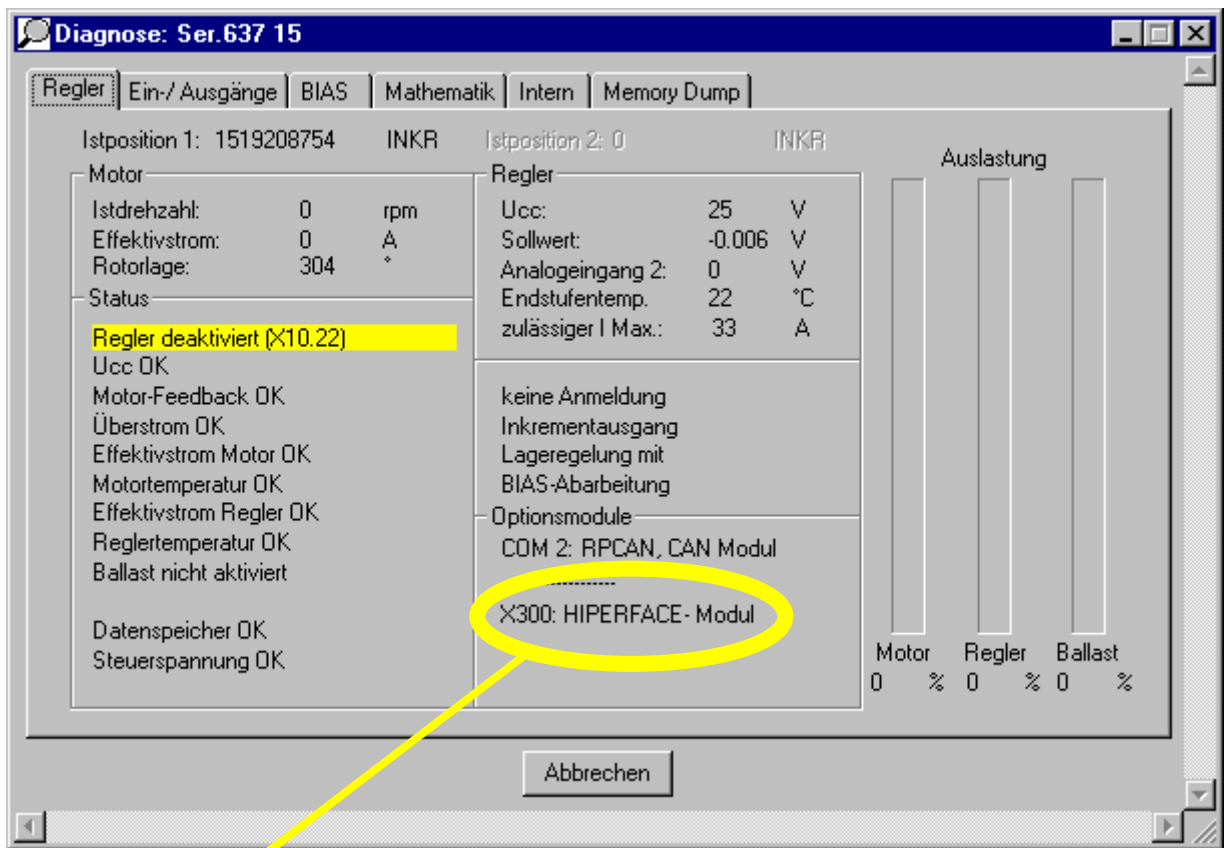 Diagnose: Ser.637 15
Regler Ein-/ Ausgänge BIAS Mathematik Intern Memory Dump
Istposition 1: 1519208754 INKR Istposition 2: 0 INKR
Motor
Istdrehzahl: 0 rpm
Effektivstrom: 0 A
Rotorlage: 304 °
Status
Regler deaktiviert (X10.22)
Ucc OK
Motor-Feedback OK
Überstrom OK
Effektivstrom Motor OK
Motortemperatur OK
Effektivstrom Regler OK
Reglertemperatur OK
Ballast nicht aktiviert
Datenspeicher OK
Steuerspannung OK
Regler
Ucc: 25 V
Sollwert: -0.006 V
Analogeingang 2: 0 V
Endstufentemp. 22 °C
zulässiger I Max.: 33 A
keine Anmeldung
Inkrementausgang
Lageregelung mit
BIAS-Abarbeitung
Optionsmodule
COM 2: RPCAN, CAN Modul
X300: HIPERFACE- Modul
Auslastung
Motor Regler Ballast
0 % 0 % 0 %
Abbrechen